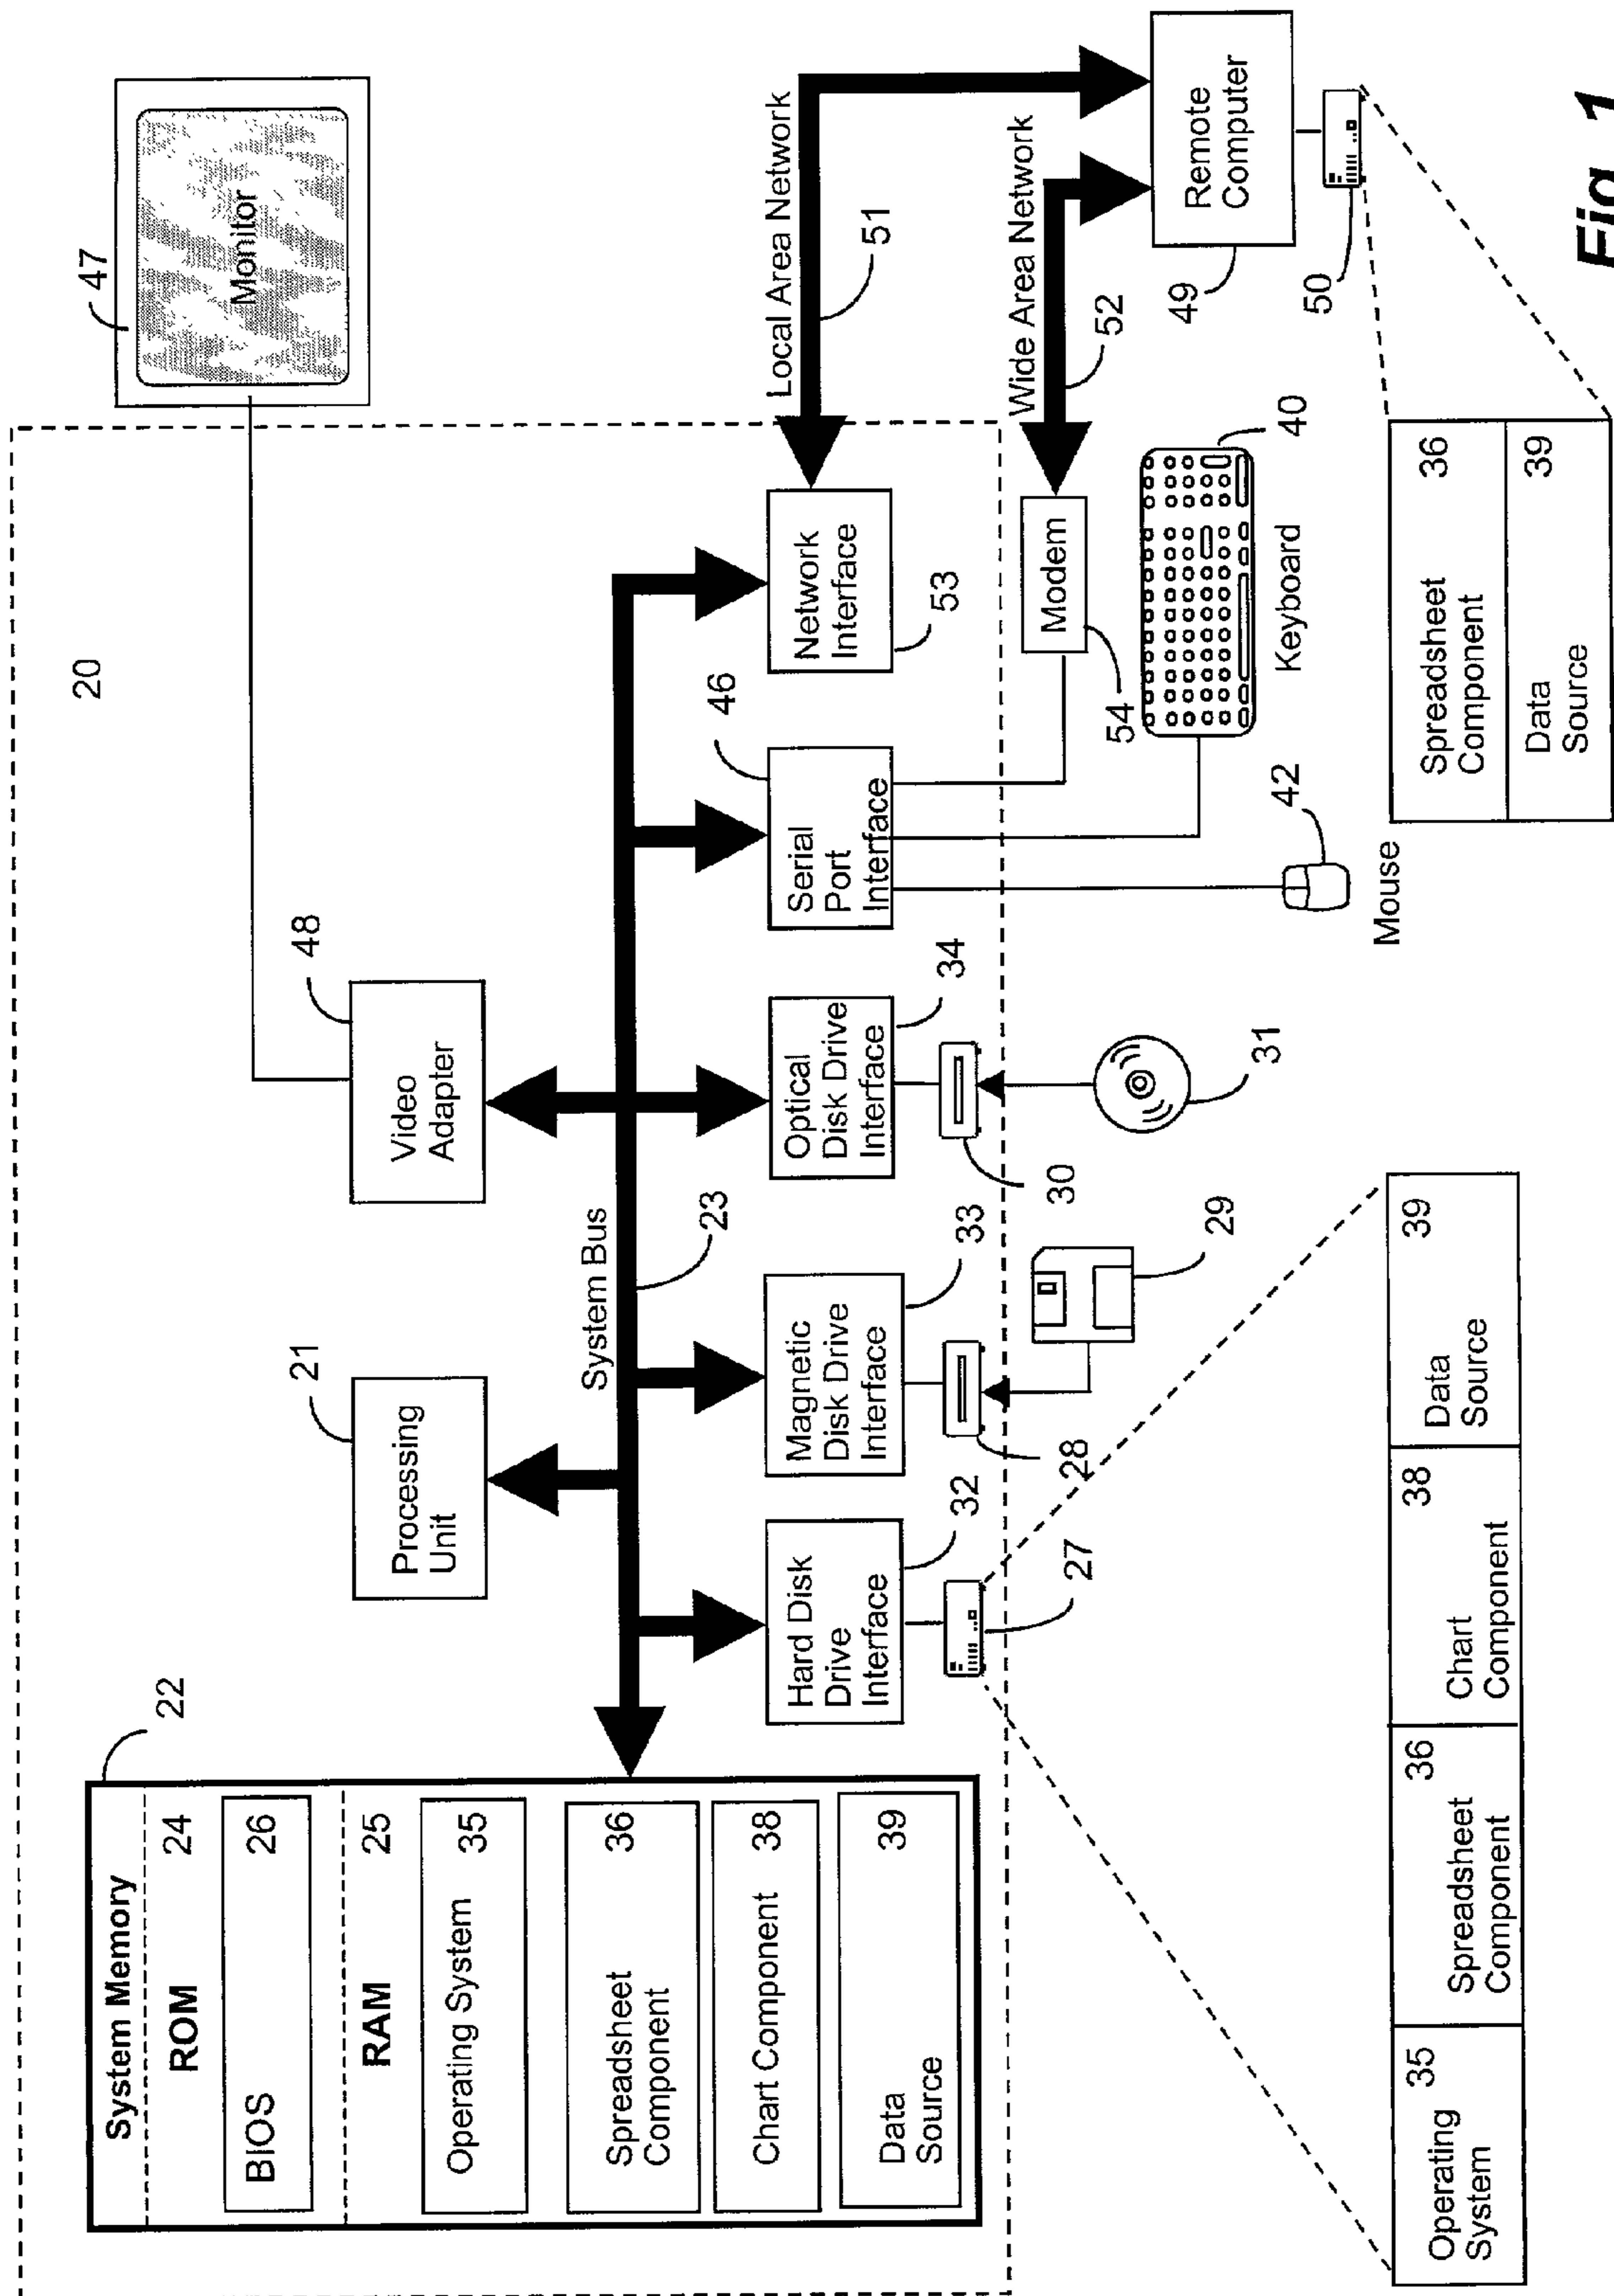 20
47
Monitor
System Memory
ROM
24
BIOS
26
RAM
25
Operating System
35
Spreadsheet
Component
36
Chart Component
38
Data
Source
39
22
Processing
Unit
21
Video
Adapter
48
System Bus
23
Hard Disk
Drive
Interface
32
Magnetic
Disk Drive
Interface
33
Optical
Disk Drive
Interface
34
Serial
Port
Interface
46
Network
Interface
53
Local Area Network
51
27
28
29
30
31
Modem
54
Wide Area Network
52
Remote
Computer
49
50
Keyboard
40
Mouse
42
Operating
System
35
Spreadsheet
Component
36
Chart
Component
38
Data
Source
39
Spreadsheet
Component
36
Data
Source
39
Fig. 1